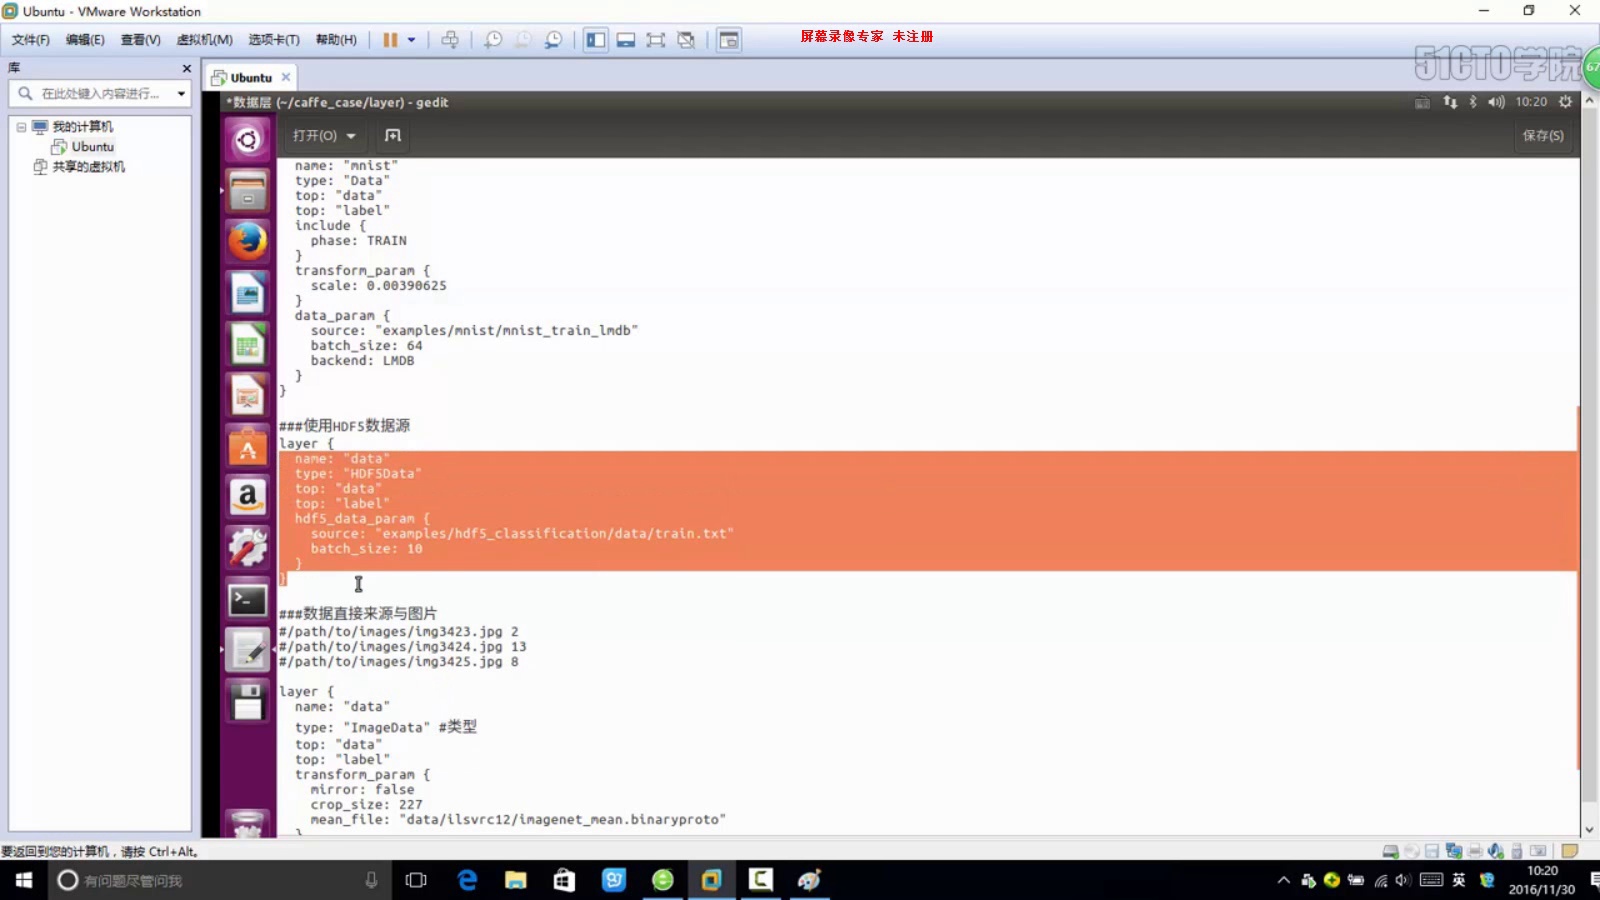 Ubuntu - VMware Workstation
文件(F) 编辑(E) 查看(V) 虚拟机(M) 选项卡(T) 帮助(H)
屏幕录像专家 未注册
51CTO学院
67
库
Ubuntu
在此处键入内容进行...
我的计算机
Ubuntu
共享的虚拟机
*数据层 (~/caffe_case/layer) - gedit
10:20
打开(O)
保存(S)
name: "mnist"
type: "Data"
top: "data"
top: "label"
include {
phase: TRAIN
}
transform_param {
scale: 0.00390625
}
data_param {
source: "examples/mnist/mnist_train_lmdb"
batch_size: 64
backend: LMDB
}
}
###使用HDF5数据源
layer {
name: "data"
type: "HDF5Data"
top: "data"
top: "label"
hdf5_data_param {
source: "examples/hdf5_classification/data/train.txt"
batch_size: 10
}
}
###数据直接来源与图片
#/path/to/images/img3423.jpg 2
#/path/to/images/img3424.jpg 13
#/path/to/images/img3425.jpg 8
layer {
name: "data"
type: "ImageData" #类型
top: "data"
top: "label"
transform_param {
mirror: false
crop_size: 227
mean_file: "data/ilsvrc12/imagenet_mean.binaryproto"
}
要返回到您的计算机，请按 Ctrl+Alt。
有问题尽管问我
英
10:20
2016/11/30